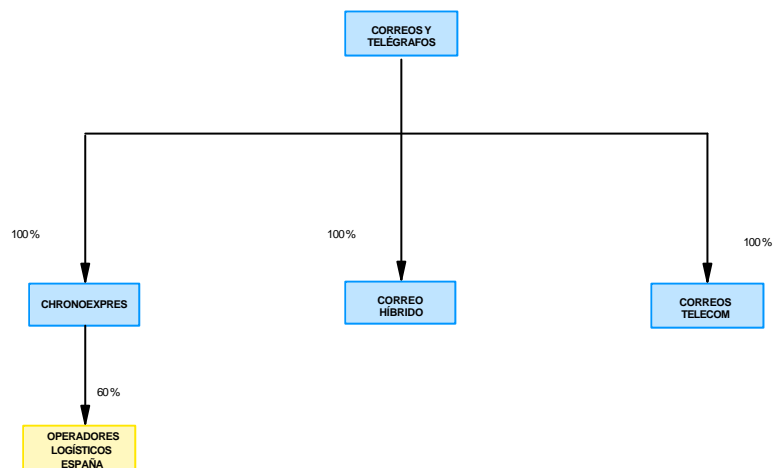 CORREOS Y
TELÉGRAFOS
100%
100%
100%
CHRONOEXPRES
CORREO
HÍBRIDO
CORREOS
TELECOM
60%
OPERADORES
LOGÍSTICOS
ESPAÑA